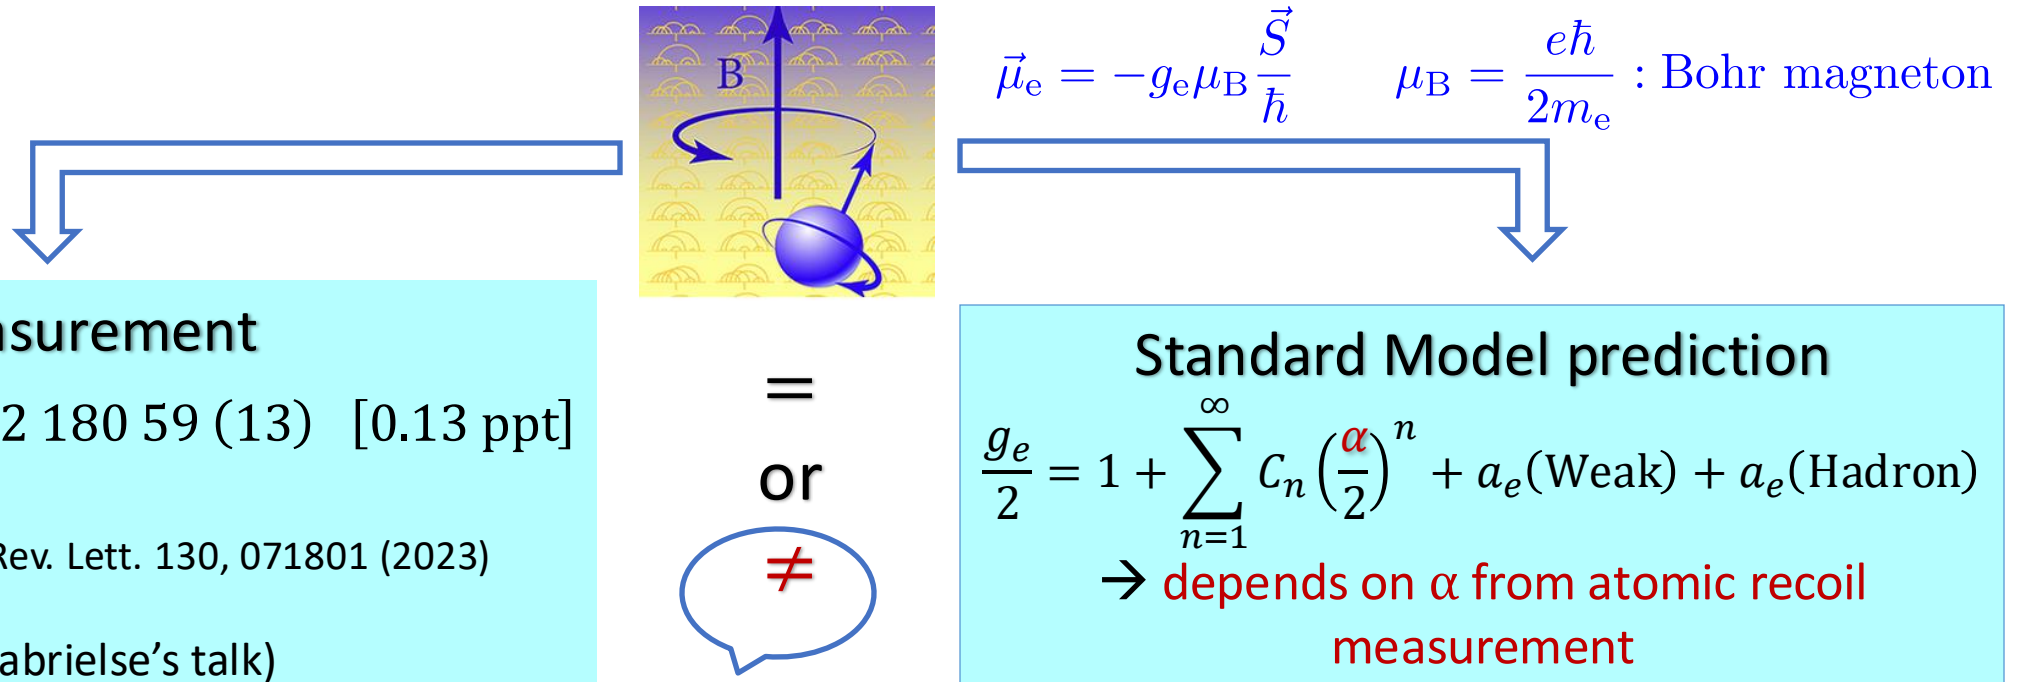 B
μ⃗ₑ = −gₑμ_B S⃗/ħ    μ_B = eħ/2mₑ : Bohr magneton
surement
2 180 59 (13) [0.13 ppt]
Rev. Lett. 130, 071801 (2023)
abrielse’s talk)
=
or
≠
Standard Model prediction
gₑ/2 = 1 + ∑_{n=1}^{∞} Cₙ (α/2)ⁿ + aₑ(Weak) + aₑ(Hadron)
→ depends on α from atomic recoil
measurement